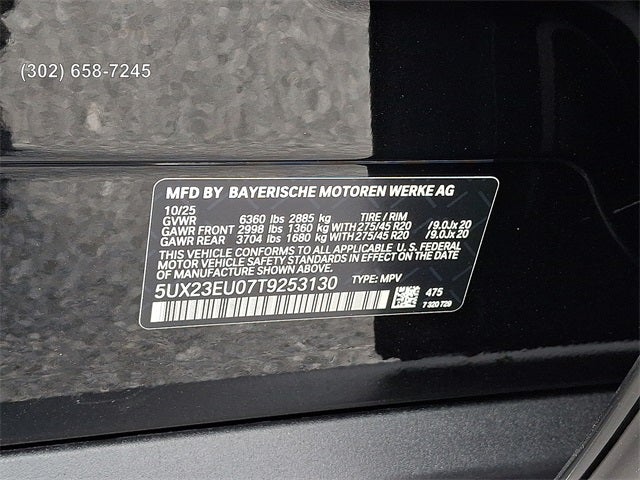 (302) 658-7245
MFD BY BAYERISCHE MOTOREN WERKE AG
10/25
GVWR 6360 lbs 2885 kg TIRE / RIM
GAWR FRONT 2998 lbs 1360 kg WITH 275/45 R20 / 9.0Jx 20
GAWR REAR 3704 lbs 1680 kg WITH 275/45 R20 / 9.0Jx 20
THIS VEHICLE CONFORMS TO ALL APPLICABLE U.S. FEDERAL
MOTOR VEHICLE SAFETY STANDARDS IN EFFECT ON THE DATE
OF MANUFACTURE SHOWN ABOVE.
5UX23EU07T9253130 TYPE: MPV
475
7 320 729